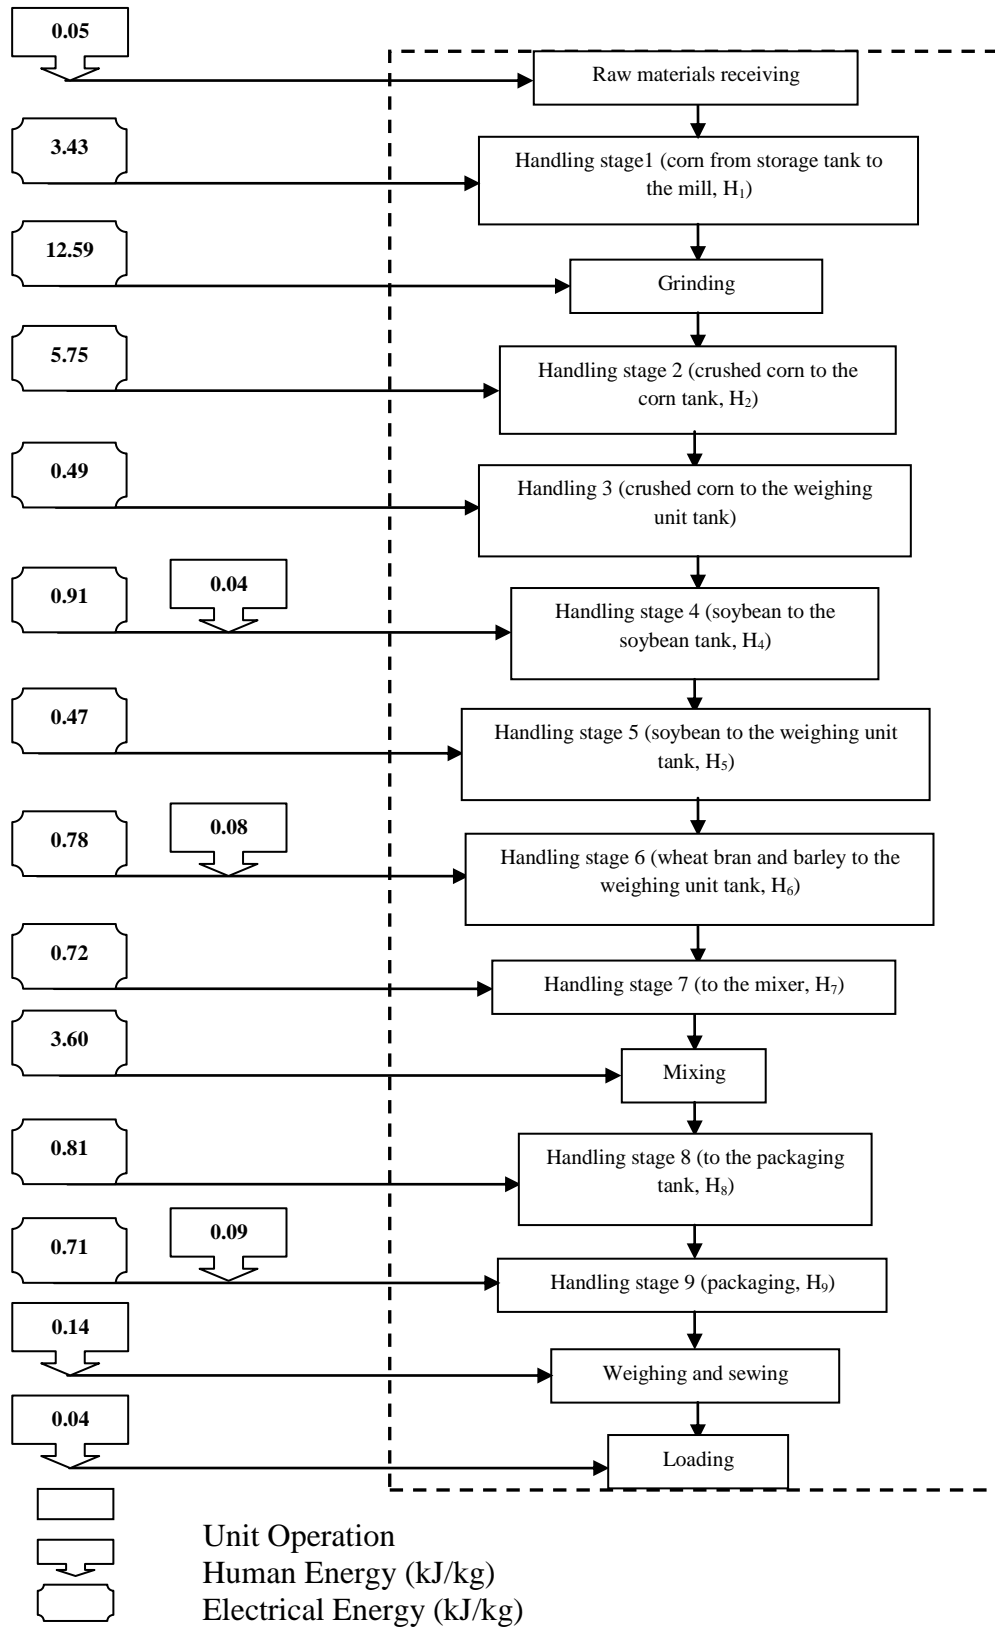 0.05
Raw materials receiving
3.43
Handling stage1 (corn from storage tank to
the mill, H₁)
12.59
Grinding
5.75
Handling stage 2 (crushed corn to the
corn tank, H₂)
0.49
Handling 3 (crushed corn to the weighing
unit tank)
0.91
0.04
Handling stage 4 (soybean to the
soybean tank, H₄)
0.47
Handling stage 5 (soybean to the weighing unit
tank, H₅)
0.78
0.08
Handling stage 6 (wheat bran and barley to the
weighing unit tank, H₆)
0.72
Handling stage 7 (to the mixer, H₇)
3.60
Mixing
0.81
Handling stage 8 (to the packaging
tank, H₈)
0.71
0.09
Handling stage 9 (packaging, H₉)
0.14
Weighing and sewing
0.04
Loading
Unit Operation
Human Energy (kJ/kg)
Electrical Energy (kJ/kg)